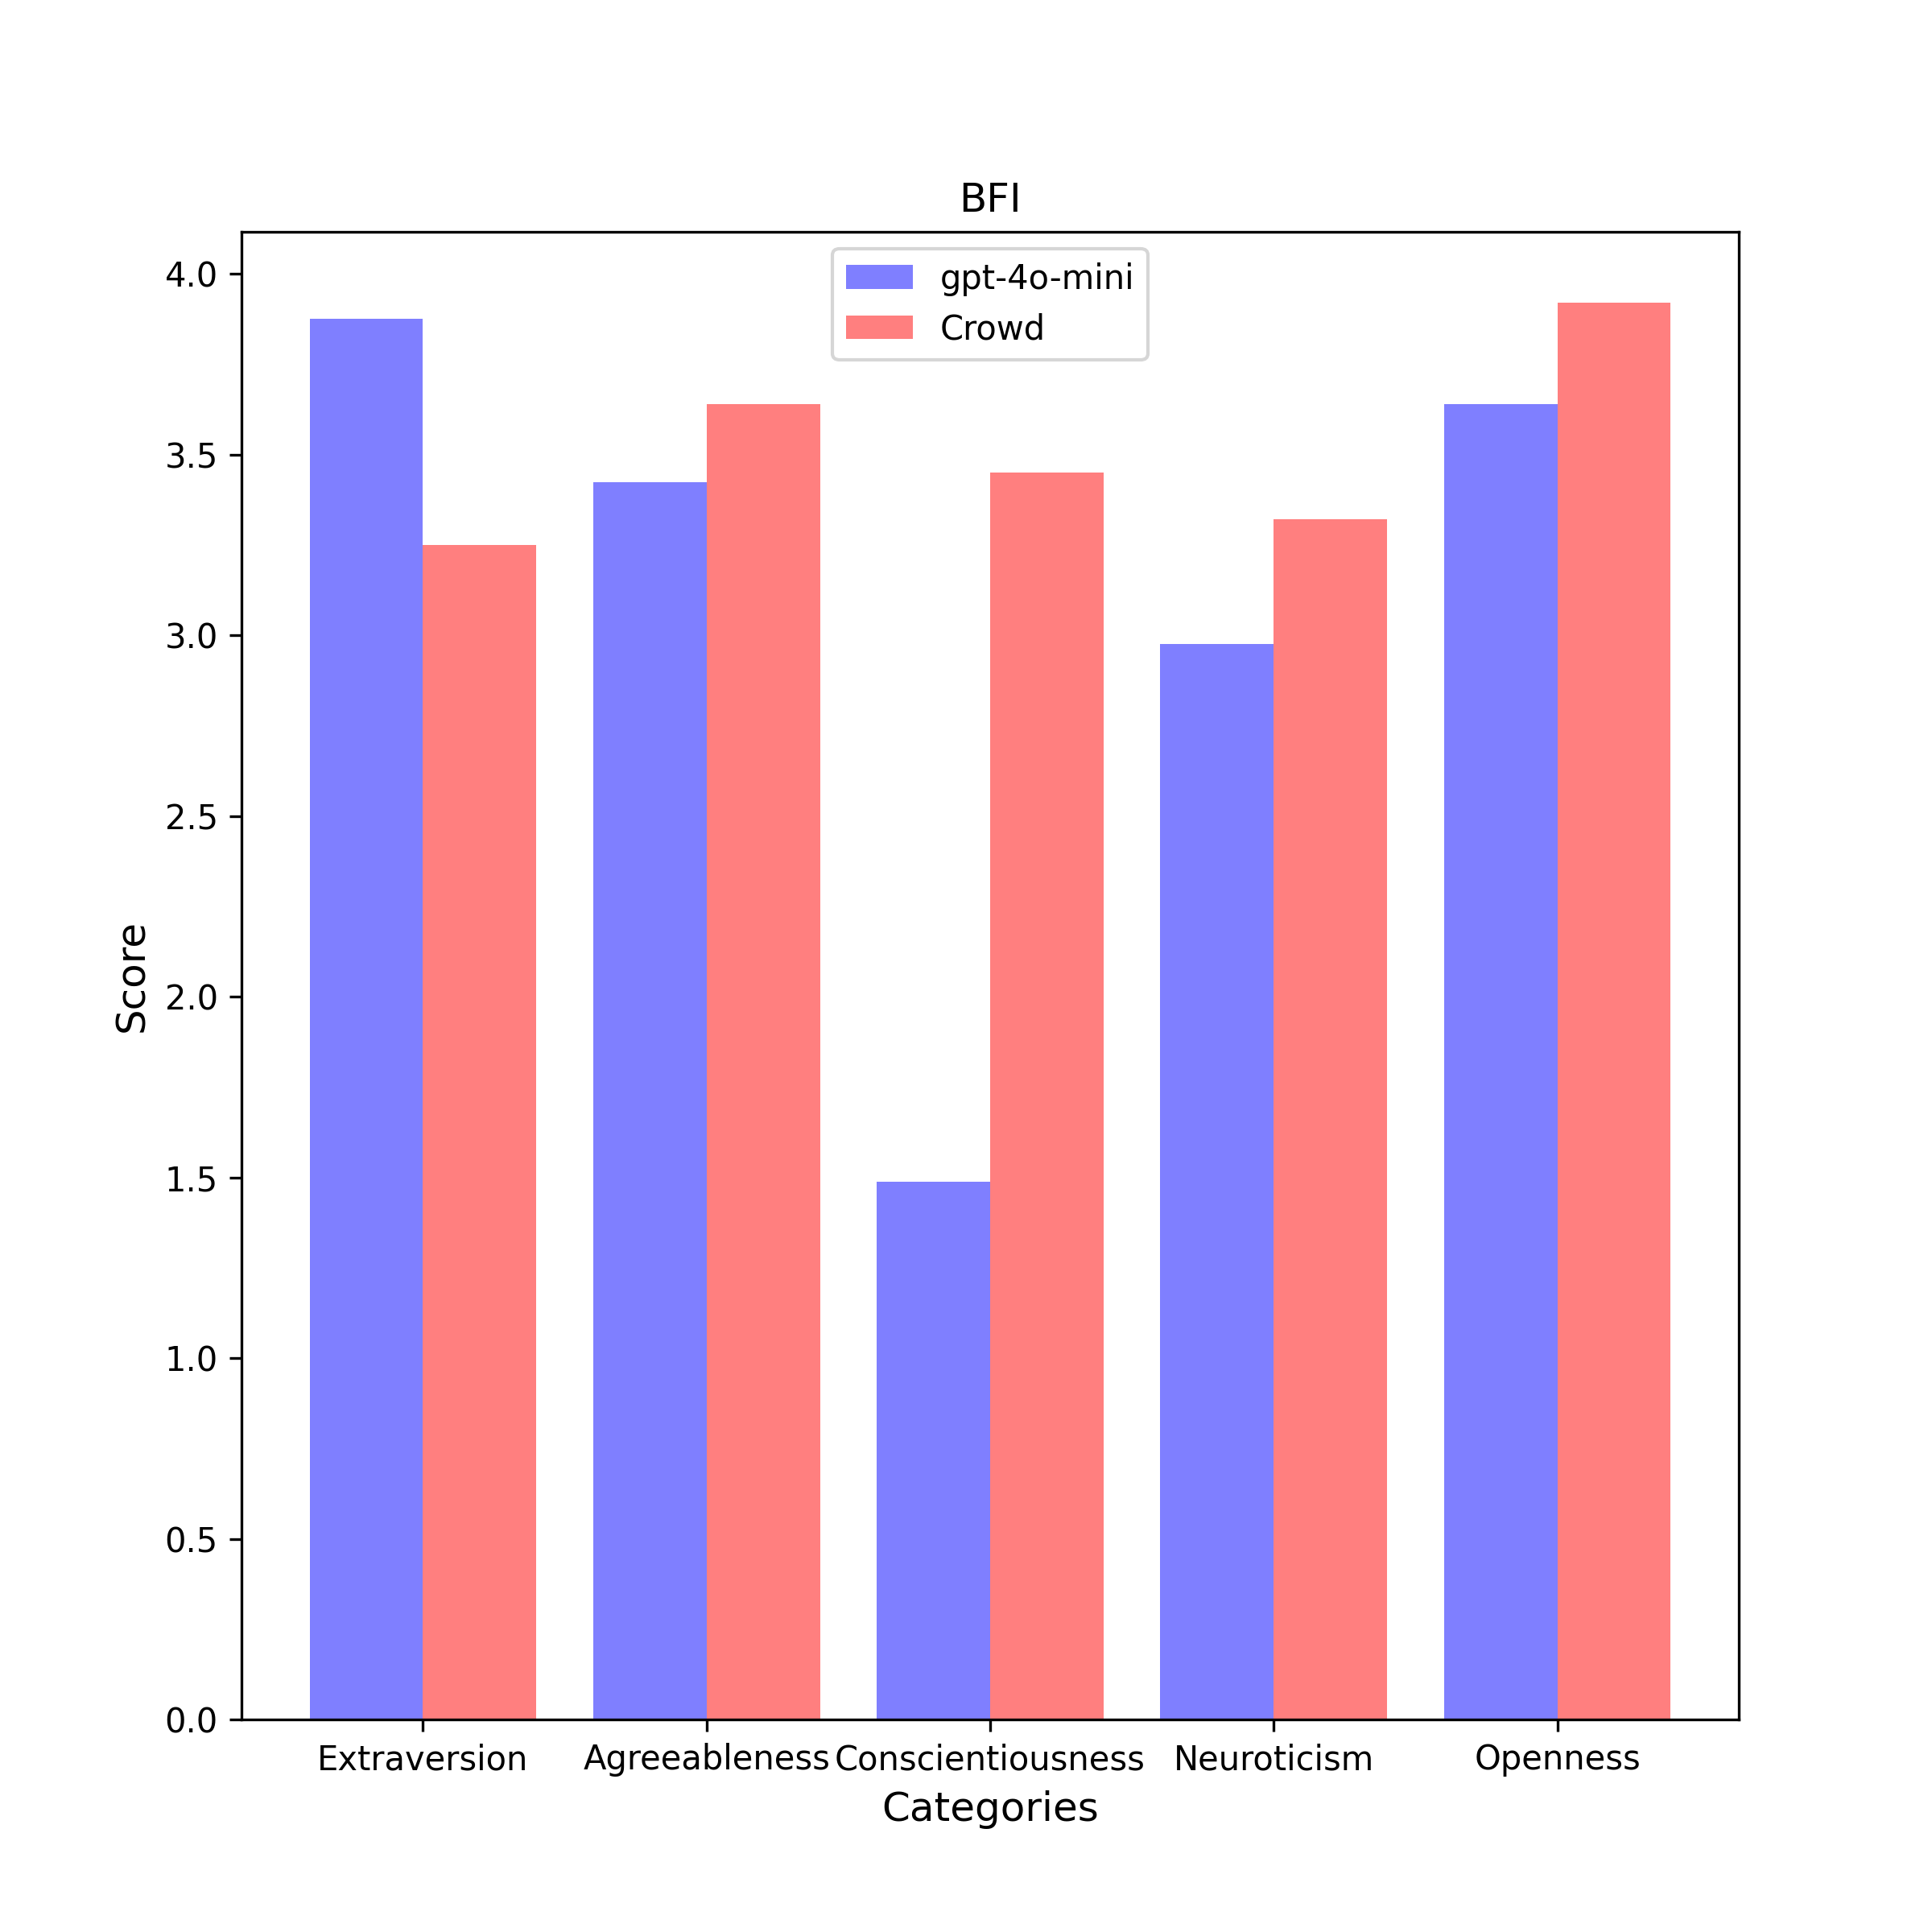 BFI
gpt-4o-mini
Crowd
4.0
3.5
3.0
2.5
2.0
1.5
1.0
0.5
0.0
Score
Extraversion Agreeableness Conscientiousness Neuroticism Openness
Categories